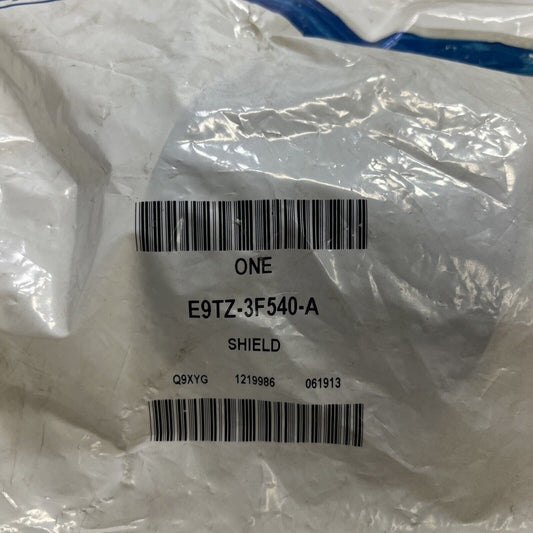 ONE
E9TZ-3F540-A
SHIELD
Q9XYG 1219986 061913